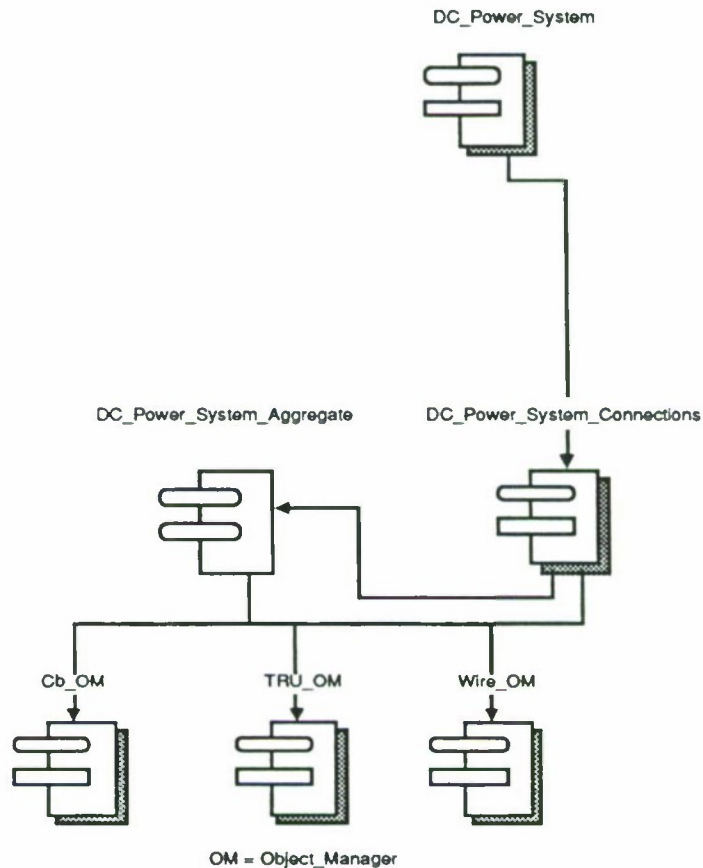 DC_Power_System
DC_Power_System_Aggregate
DC_Power_System_Connections
Cb_OM
TRU_OM
Wire_OM
OM = Object_Manager